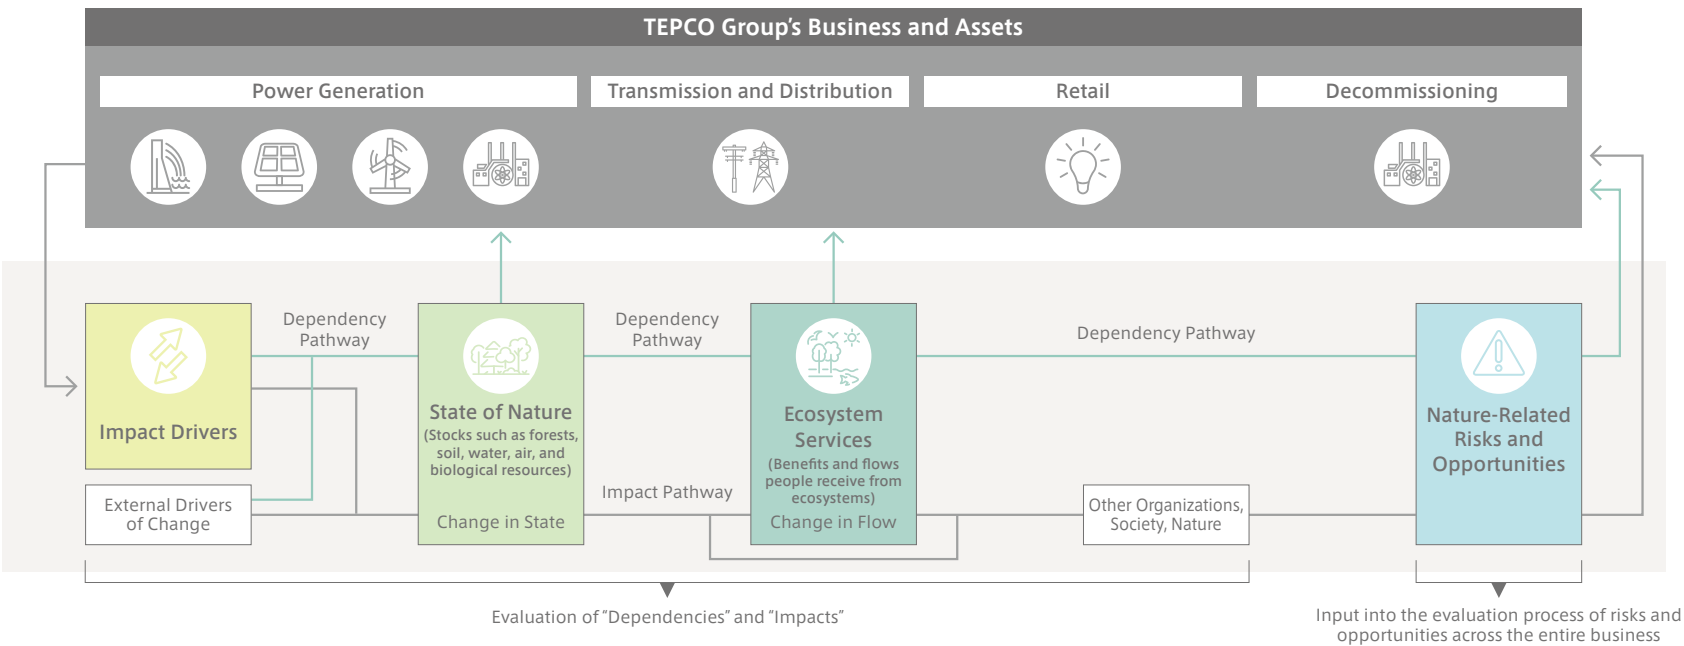 TEPCO Group's Business and Assets
Power Generation
Transmission and Distribution
Retail
Decommissioning
Dependency
Pathway
Dependency
Pathway
Dependency Pathway
Impact Drivers
State of Nature
(Stocks such as forests,
soil, water, air, and
biological resources)
Change in State
Ecosystem
Services
(Benefits and flows
people receive from
ecosystems)
Change in Flow
Nature-Related
Risks and
Opportunities
External Drivers
of Change
Impact Pathway
Other Organizations,
Society, Nature
Evaluation of "Dependencies" and "Impacts"
Input into the evaluation process of risks and
opportunities across the entire business